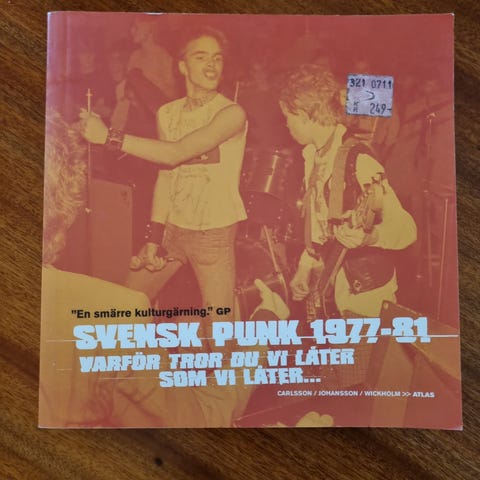 321 0711
249-
"En smärre kulturgärning." GP
SVENSK PUNK 1977-81
VARFÖR TROR DU VI LÅTER
SOM VI LÅTER...
CARLSSON / JOHANSSON / WICKHOLM >> ATLAS